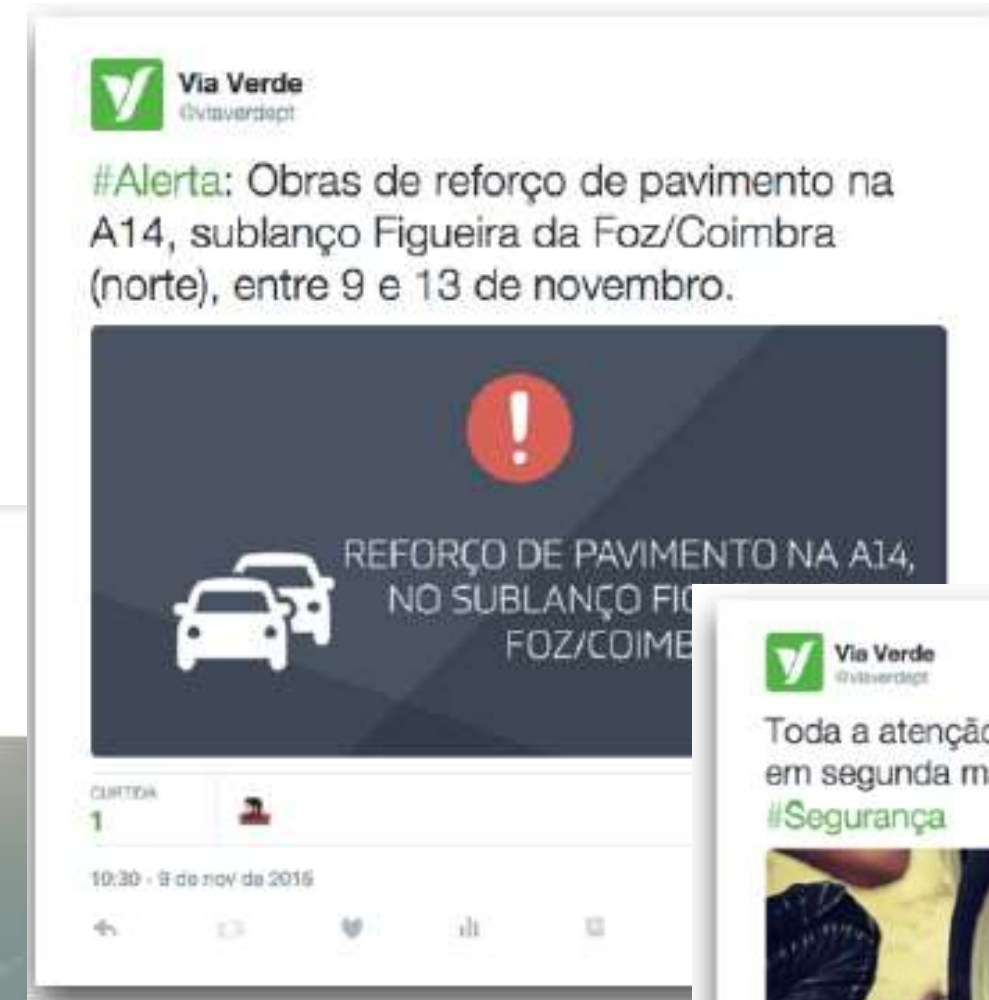 Via Verde
@viaverdept
#Alerta: Obras de reforço de pavimento na
A14, sublanço Figueira da Foz/Coimbra
(norte), entre 9 e 13 de novembro.
REFORÇO DE PAVIMENTO NA A14,
NO SUBLANÇO
FOZ/COIMB
CURTIDA
1
10:30 - 9 de nov de 2015
Via Verde
@viaverdept
Toda a atenção
em segunda m
#Segurança